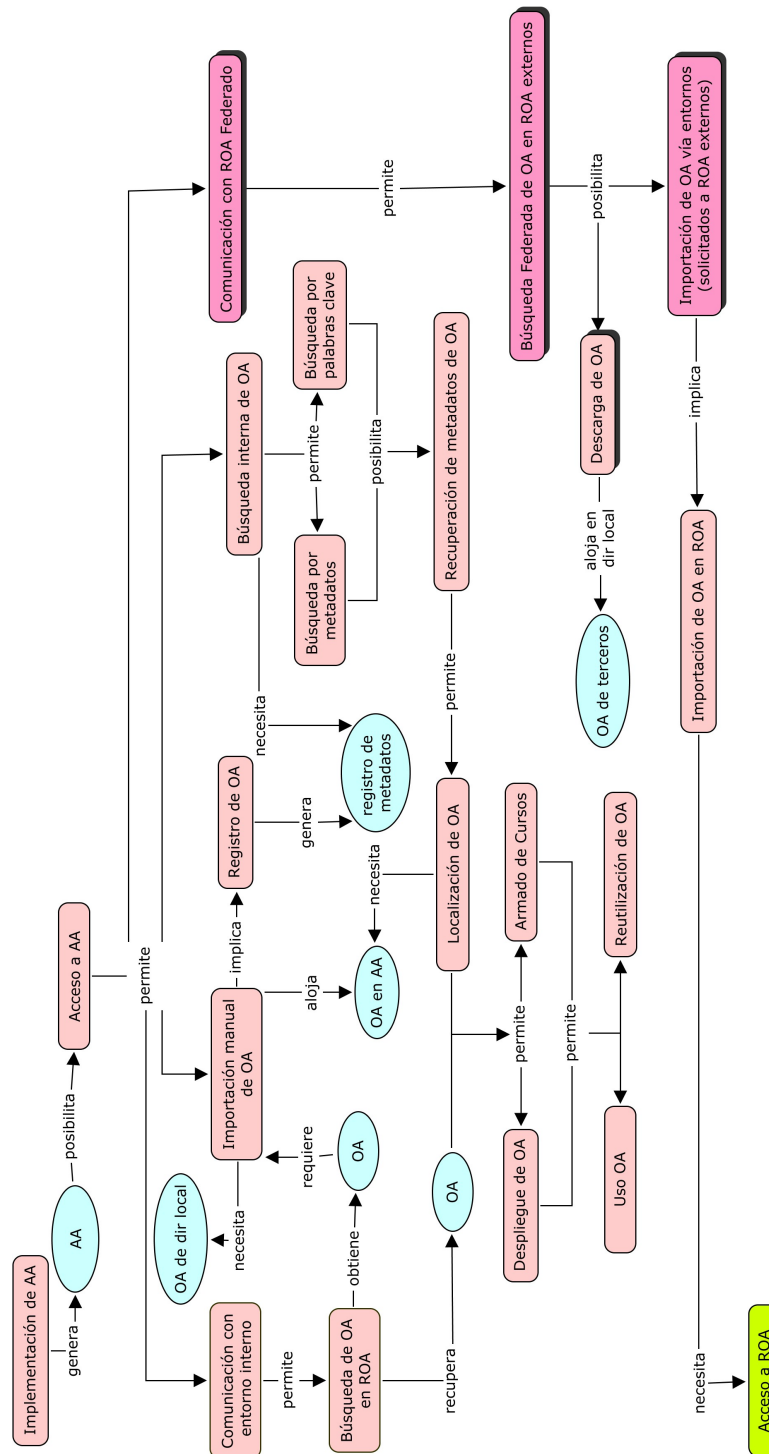 Implementación de AA
genera
AA
posibilita
Acceso a AA
permite
Comunicación con
entorno interno
permite
Búsqueda de OA
en ROA
obtiene
OA
requiere
recupera
OA
OA de dir local
necesita
Importación manual
de OA
implica
Registro de OA
genera
registro de
metadatos
aloja
OA en AA
necesita
Búsqueda interna de OA
necesita
permite
Búsqueda por
metadatos
Búsqueda por
palabras clave
posibilita
Recuperación de metadatos de OA
permite
Localización de OA
permite
Despliegue de OA
Armado de Cursos
permite
Uso OA
Reutilización de OA
Comunicación con ROA Federado
permite
Búsqueda Federada de OA en ROA externos
posibilita
Descarga de OA
aloja en
dir local
OA de terceros
Importación de OA vía entornos
(solicitados a ROA externos)
implica
Importación de OA en ROA
necesita
Acceso a ROA